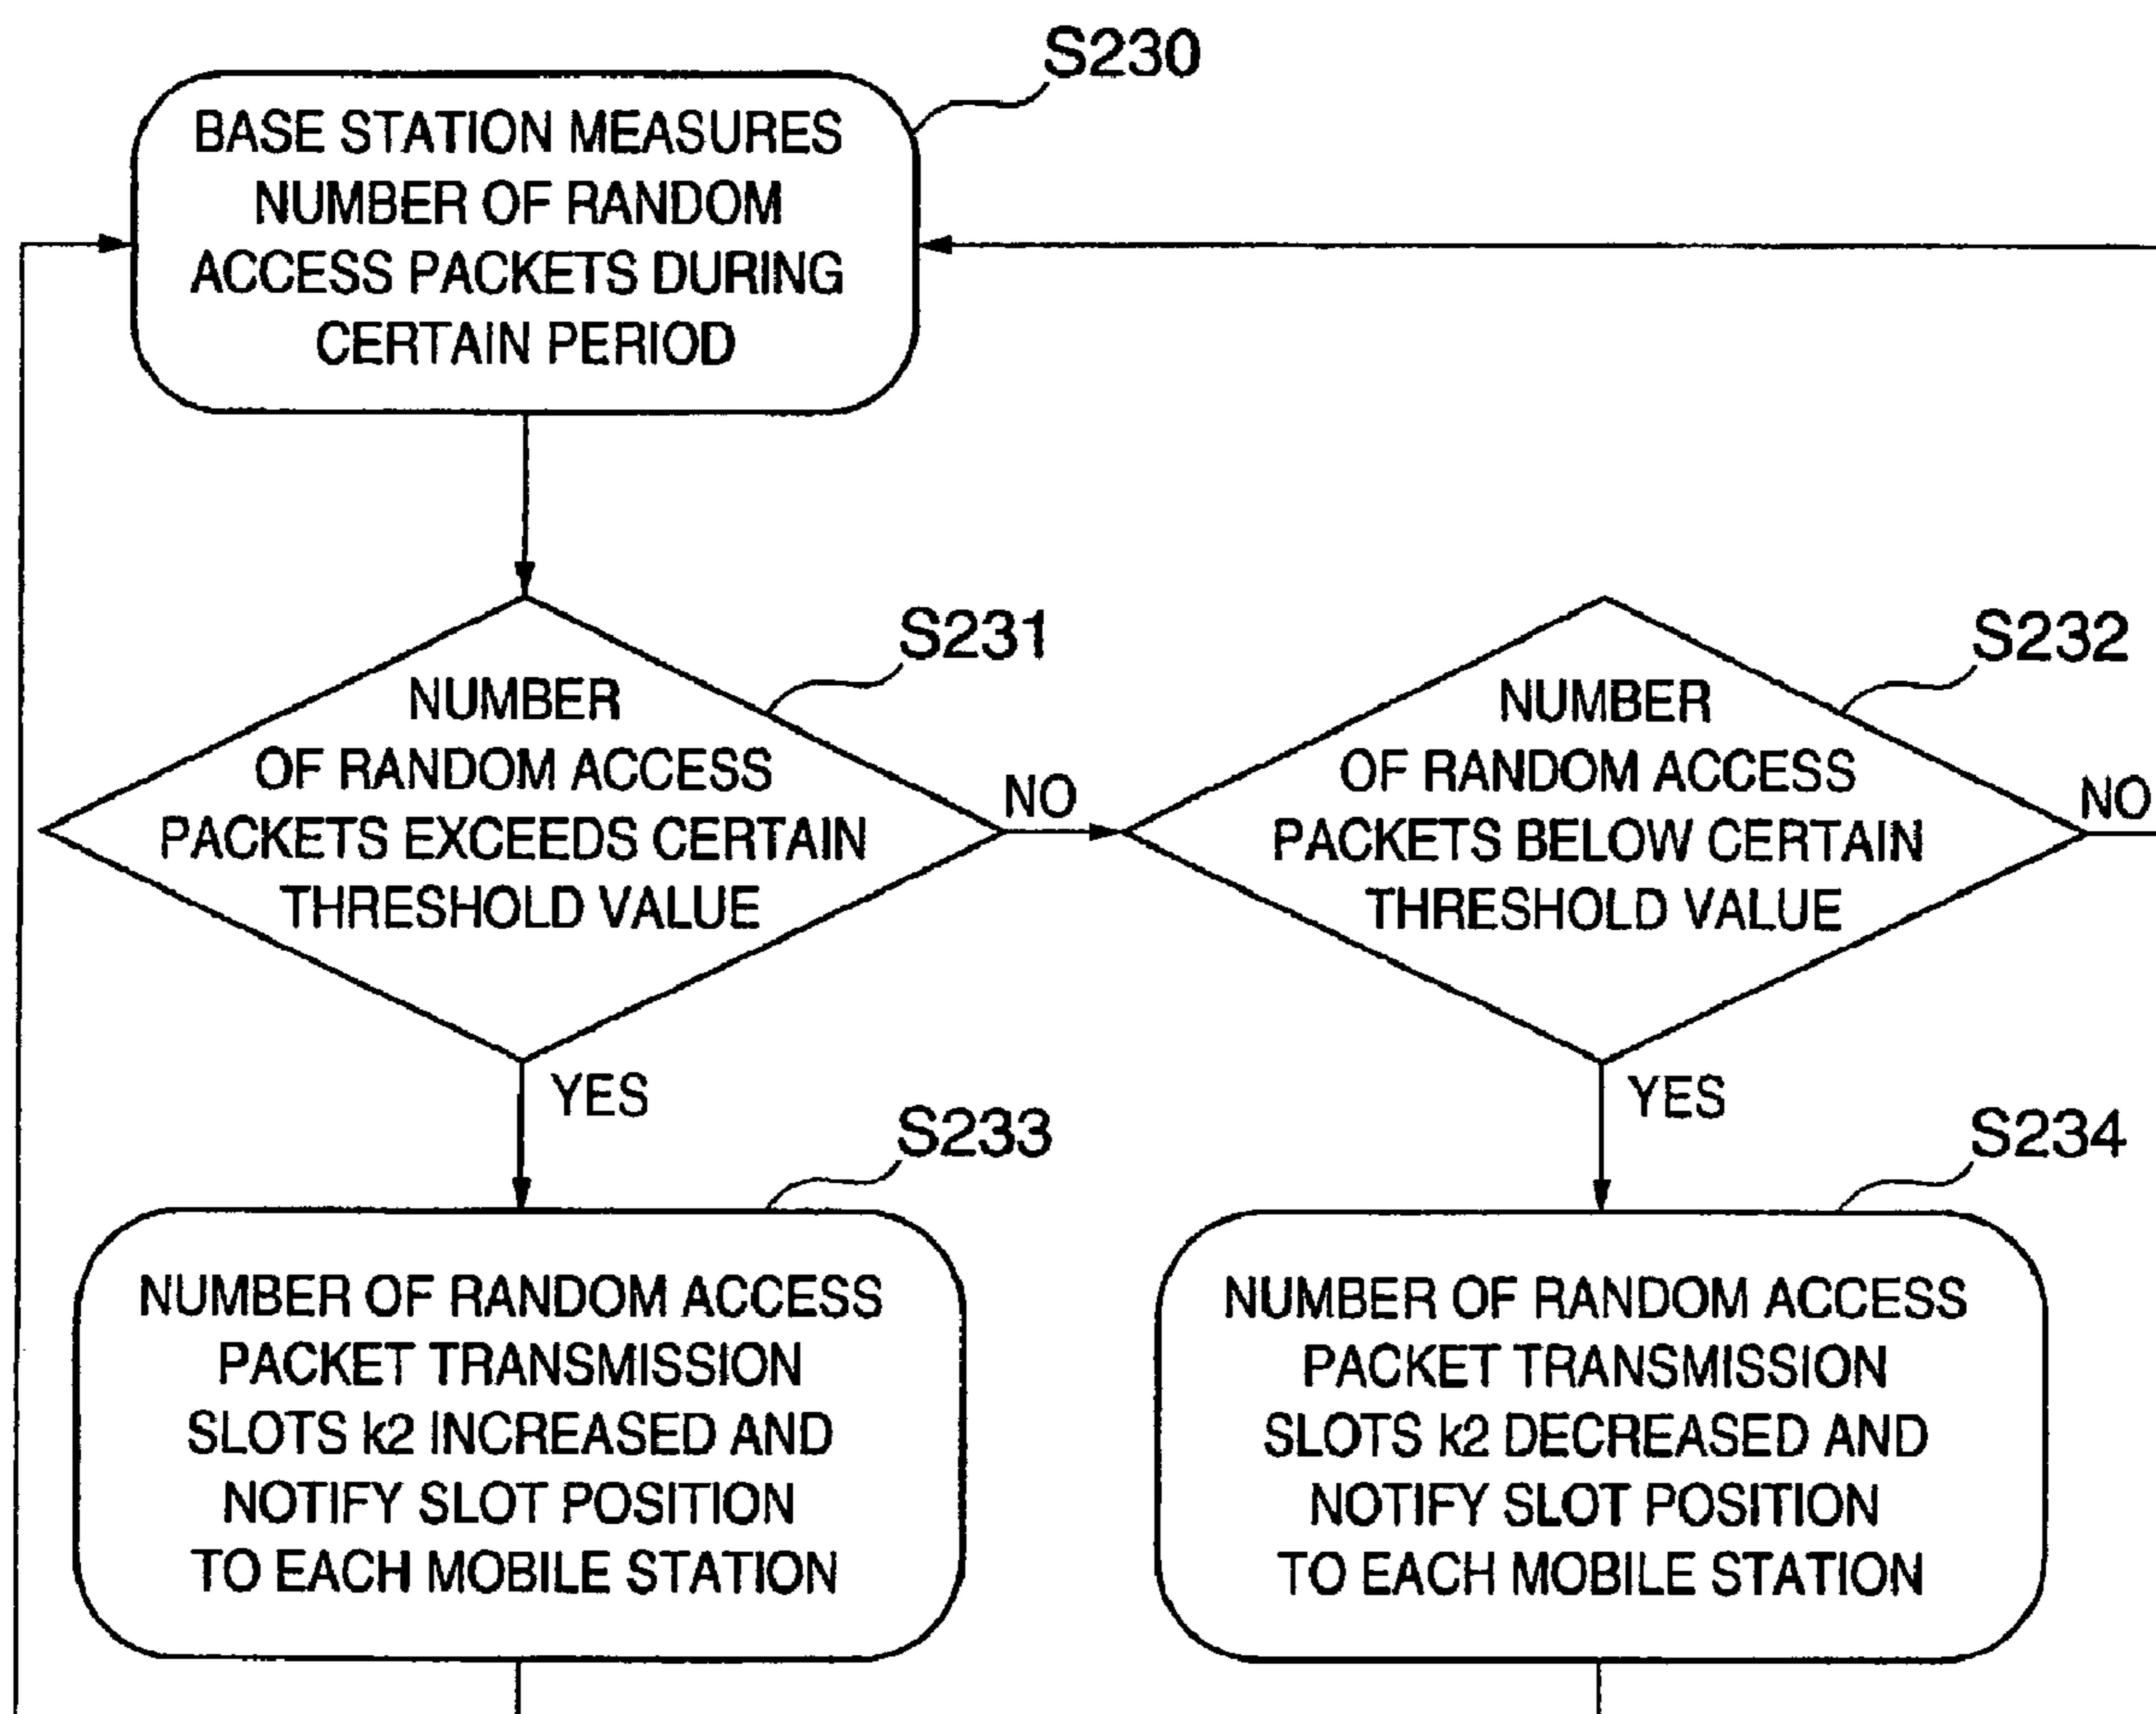 S230
BASE STATION MEASURES
NUMBER OF RANDOM
ACCESS PACKETS DURING
CERTAIN PERIOD
S231
NUMBER
OF RANDOM ACCESS
PACKETS EXCEEDS CERTAIN
THRESHOLD VALUE
NO
YES
S232
NUMBER
OF RANDOM ACCESS
PACKETS BELOW CERTAIN
THRESHOLD VALUE
NO
YES
S233
NUMBER OF RANDOM ACCESS
PACKET TRANSMISSION
SLOTS k2 INCREASED AND
NOTIFY SLOT POSITION
TO EACH MOBILE STATION
S234
NUMBER OF RANDOM ACCESS
PACKET TRANSMISSION
SLOTS k2 DECREASED AND
NOTIFY SLOT POSITION
TO EACH MOBILE STATION